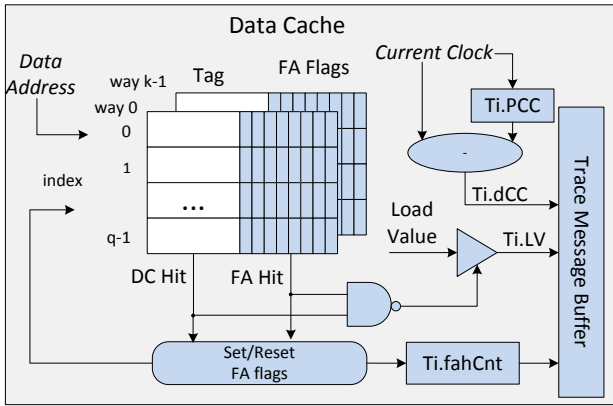 Data Cache
Data
Address
way k-1
Tag
FA Flags
Current Clock
way 0
0
1
...
q-1
index
Ti.PCC
-
Ti.dCC
Load
Value
Ti.LV
Trace Message Buffer
DC Hit
FA Hit
Set/Reset
FA flags
Ti.fahCnt